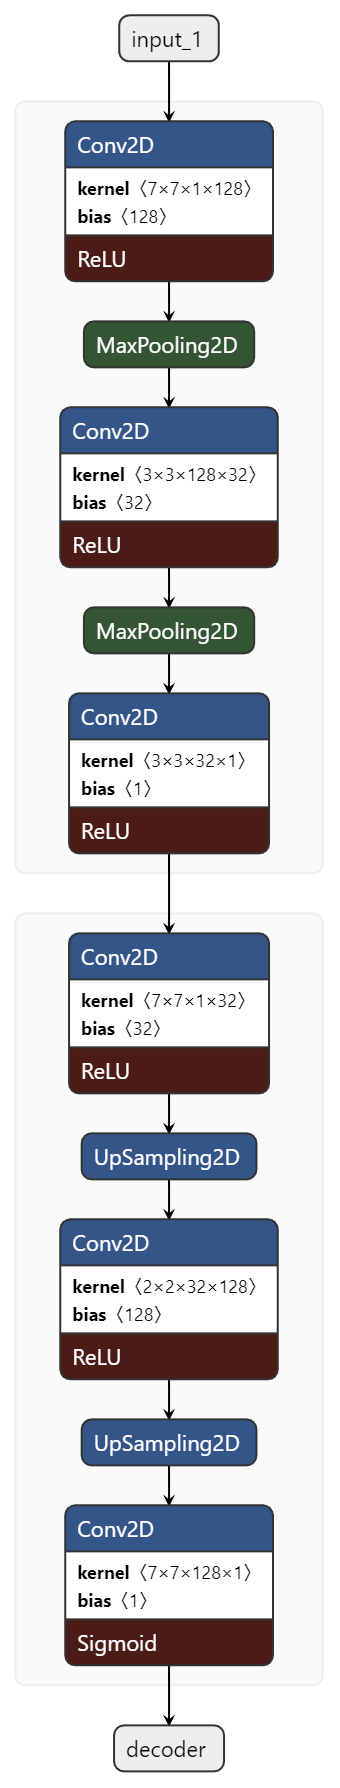 input_1
Conv2D
kernel〈7×7×1×128〉
bias〈128〉
ReLU
MaxPooling2D
Conv2D
kernel〈3×3×128×32〉
bias〈32〉
ReLU
MaxPooling2D
Conv2D
kernel〈3×3×32×1〉
bias〈1〉
ReLU
Conv2D
kernel〈7×7×1×32〉
bias〈32〉
ReLU
UpSampling2D
Conv2D
kernel〈2×2×32×128〉
bias〈128〉
ReLU
UpSampling2D
Conv2D
kernel〈7×7×128×1〉
bias〈1〉
Sigmoid
decoder